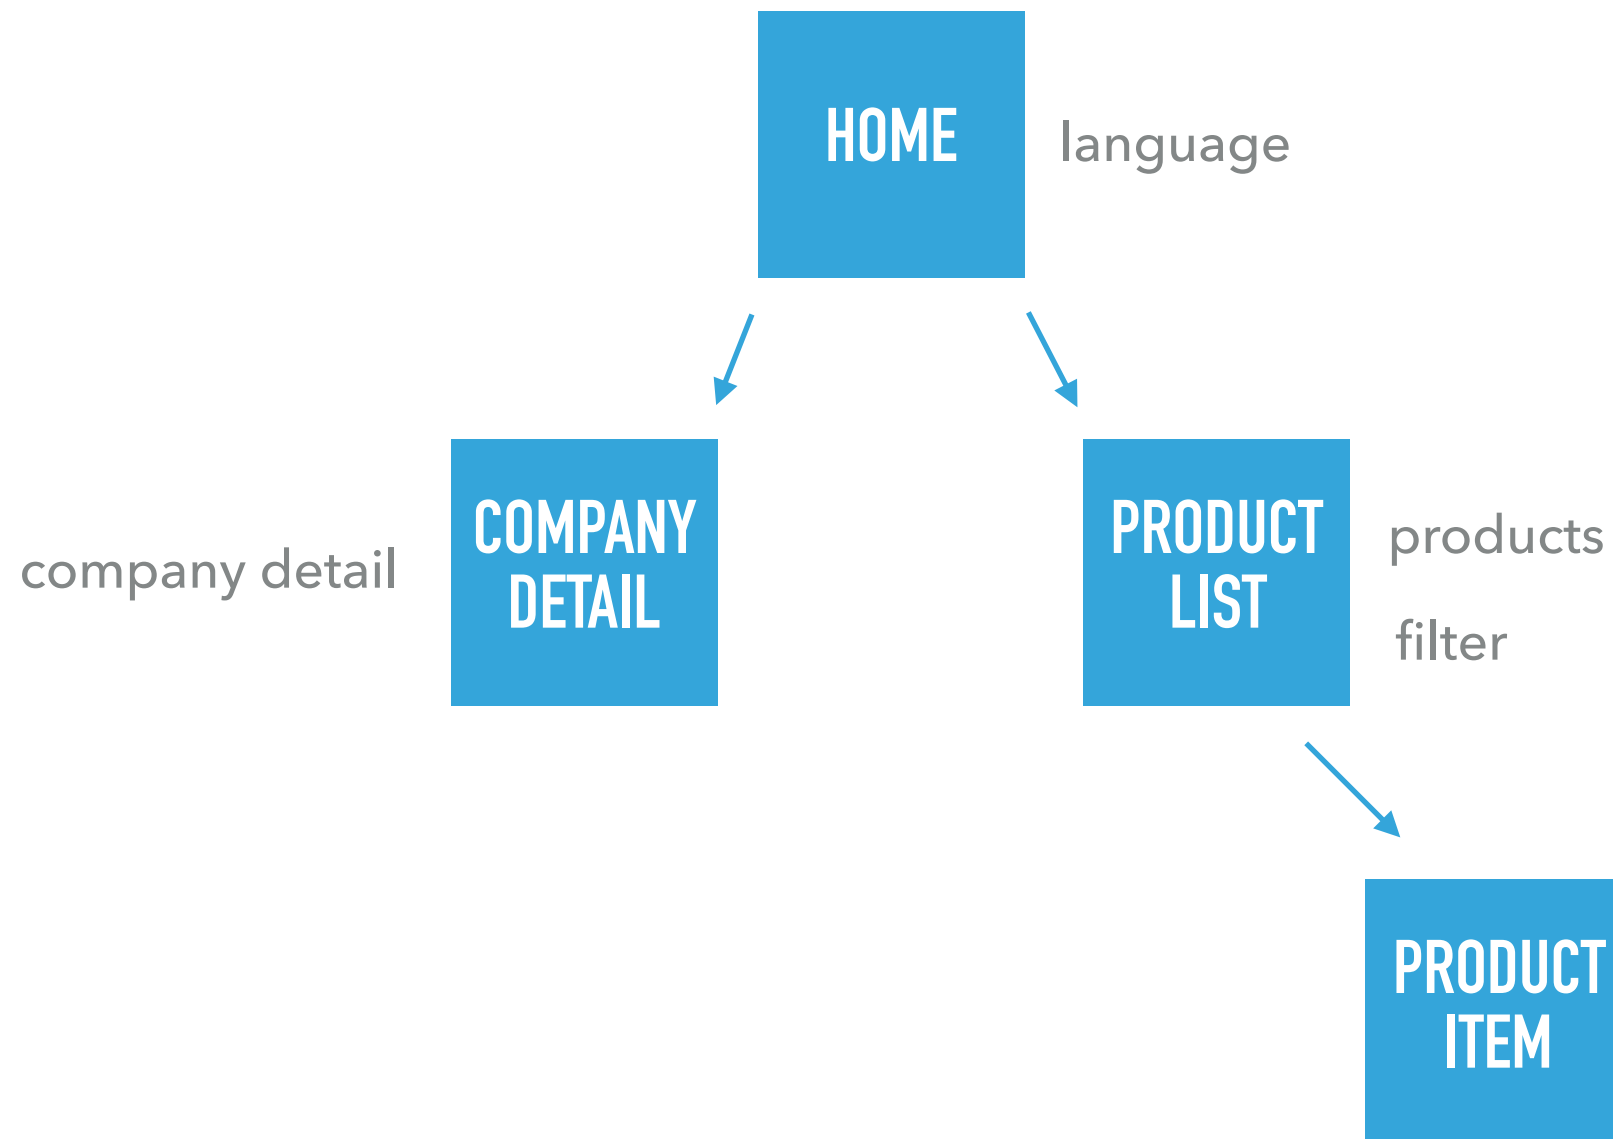 HOME
language
company detail
COMPANY
DETAIL
PRODUCT
LIST
products
filter
PRODUCT
ITEM